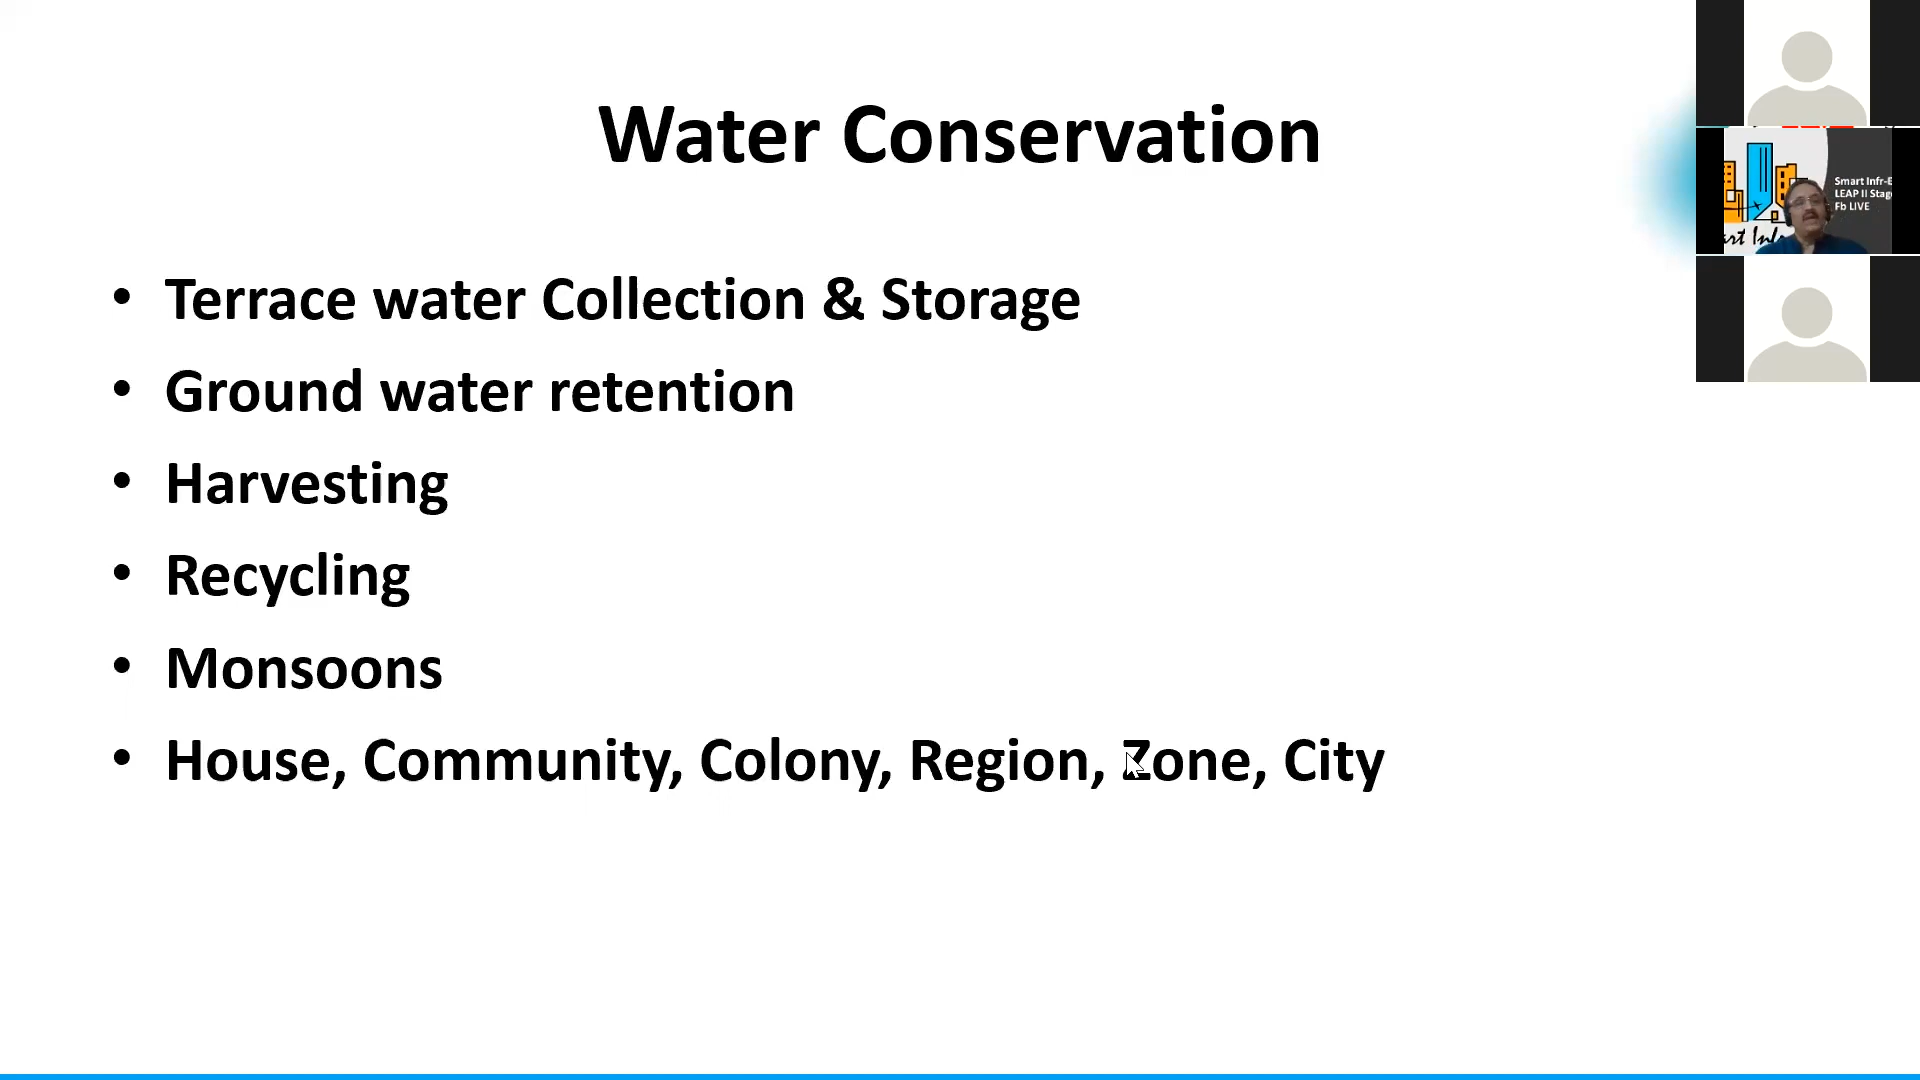 Water Conservation
• Terrace water Collection & Storage
• Ground water retention
• Harvesting
• Recycling
• Monsoons
• House, Community, Colony, Region, Zone, City
Smart Infr-E
LEAP II Stag
Fb LIVE